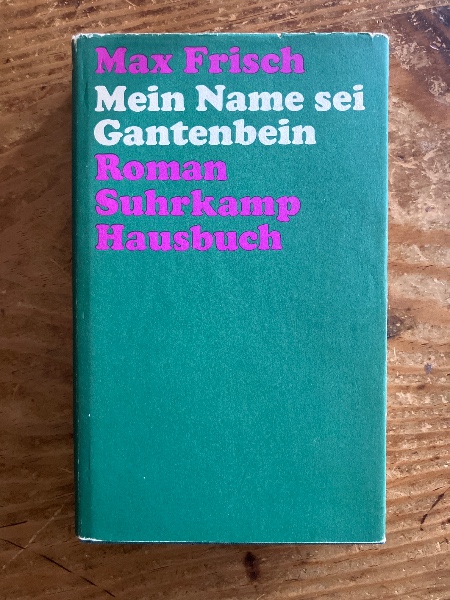 Max Frisch
Mein Name sei
Gantenbein
Roman
Suhrkamp
Hausbuch